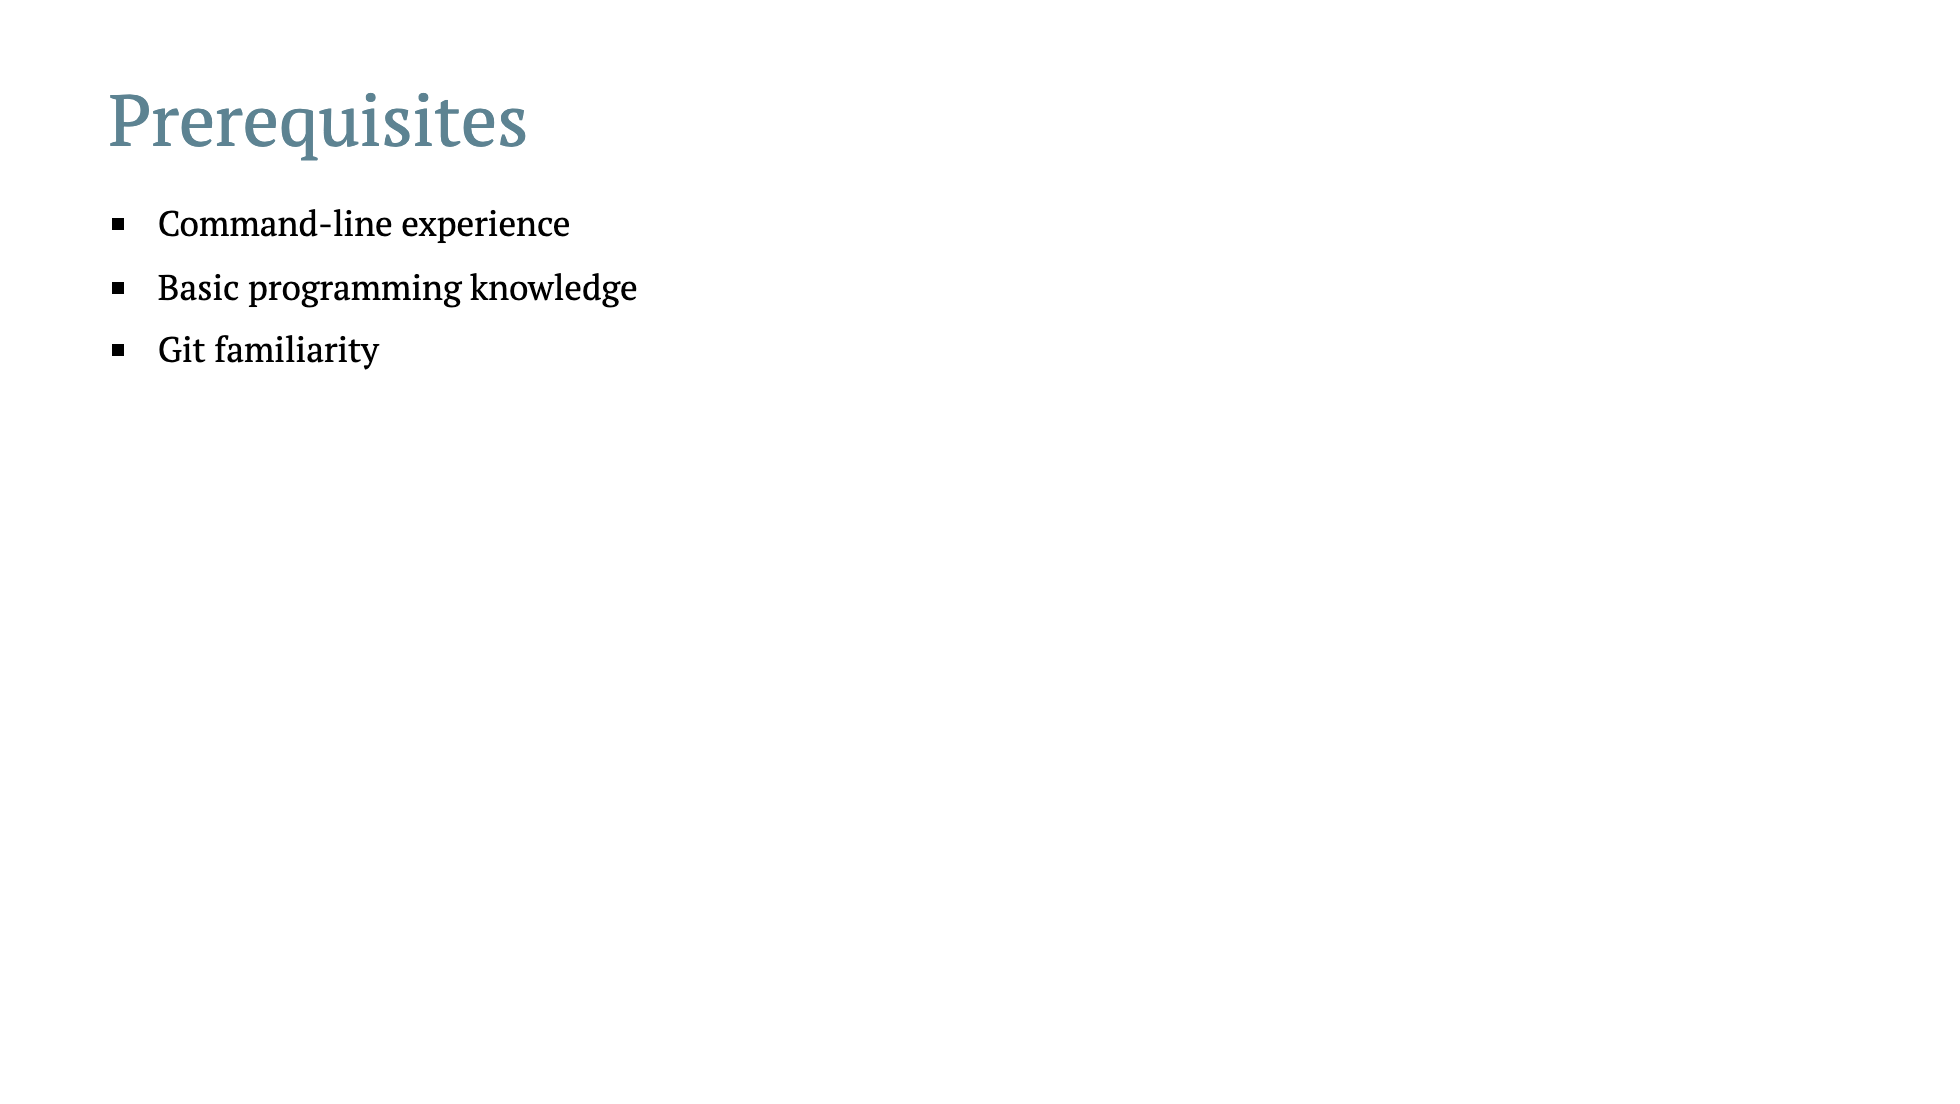 Prerequisites
Command-line experience
Basic programming knowledge
Git familiarity